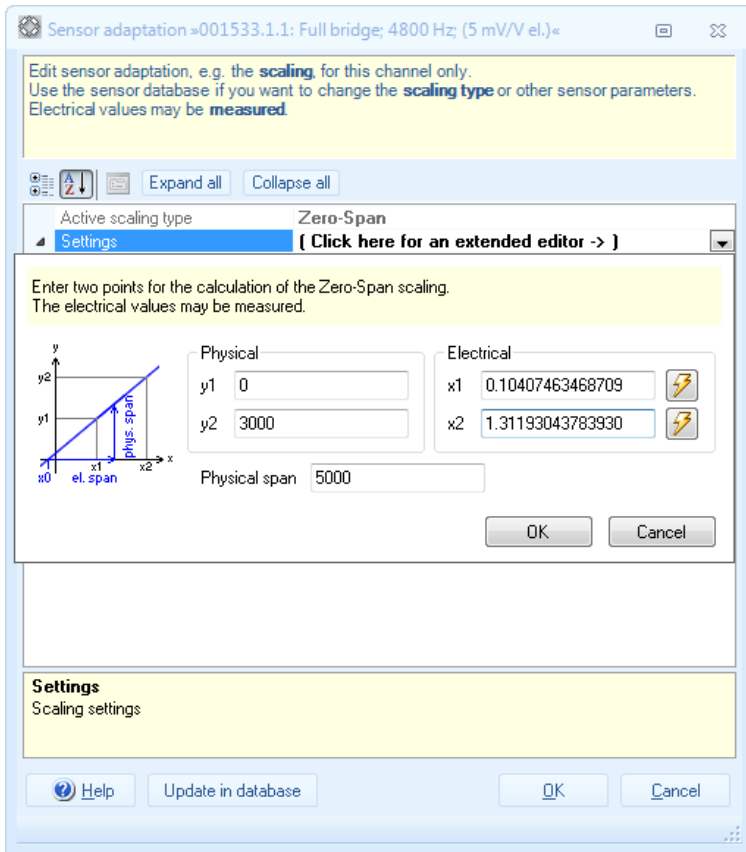 Sensor adaptation »001533.1.1: Full bridge; 4800 Hz; (5 mV/V el.)«
Edit sensor adaptation, e.g. the scaling, for this channel only.
Use the sensor database if you want to change the scaling type or other sensor parameters.
Electrical values may be measured.
A Z Expand all Collapse all
Active scaling type Zero-Span
Settings ( Click here for an extended editor -> )
Enter two points for the calculation of the Zero-Span scaling.
The electrical values may be measured.
y
y2
y1
phys. span
x0 el. span x1 x2 x
Physical
y1 0
y2 3000
Electrical
x1 0.10407463468709
x2 1.31193043783930
Physical span 5000
OK Cancel
Settings
Scaling settings
Help Update in database OK Cancel